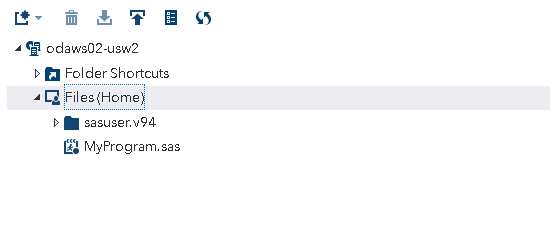 odaws02-usw2
Folder Shortcuts
Files (Home)
sasuser.v94
MyProgram.sas